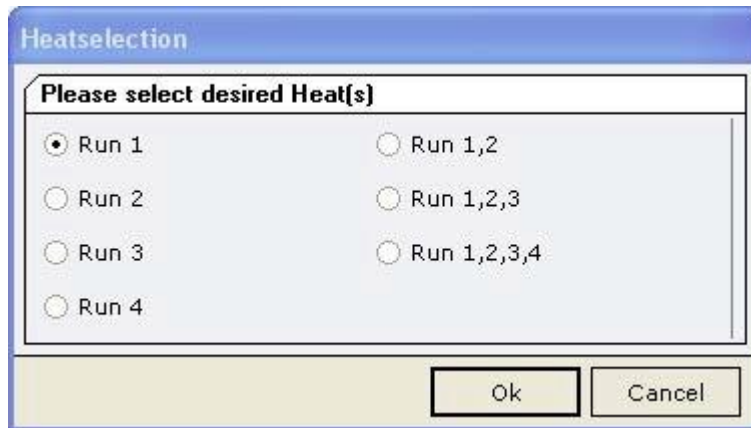 Heatselection
Please select desired Heat(s)
Run 1
Run 1,2
Run 2
Run 1,2,3
Run 3
Run 1,2,3,4
Run 4
Ok
Cancel